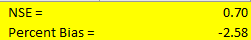 NSE = 0.70
Percent Bias = -2.58